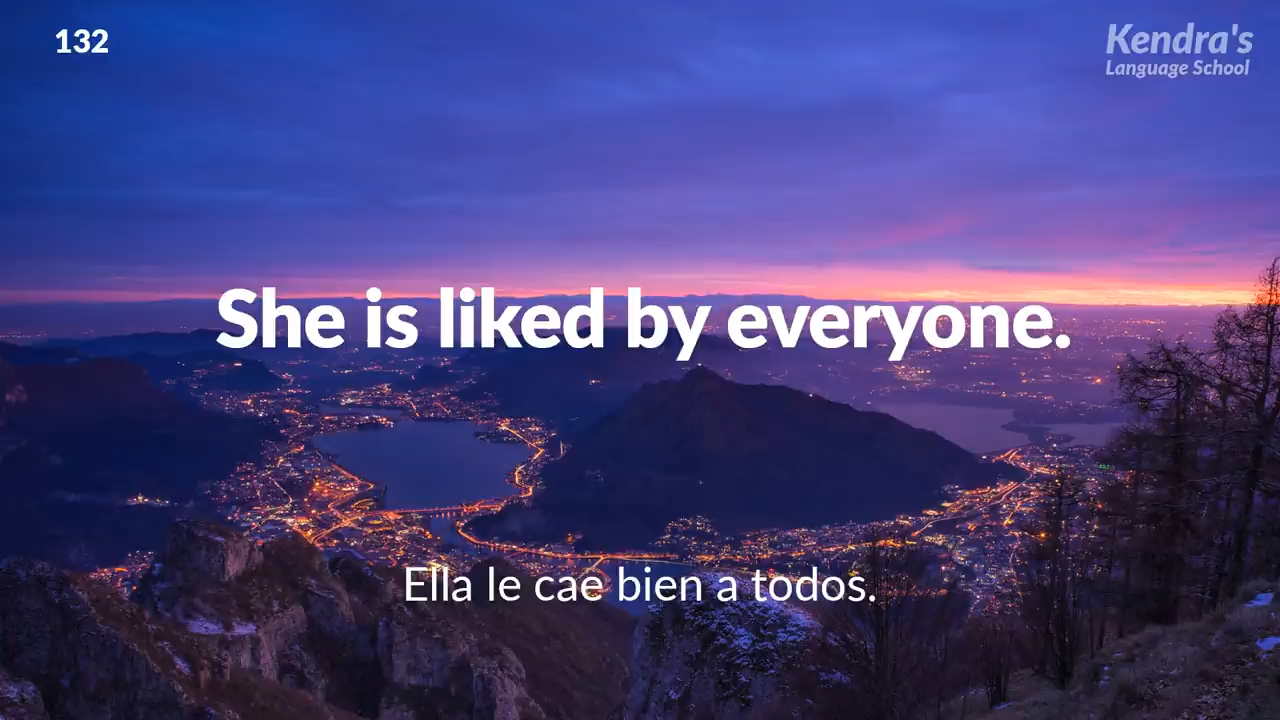 132
Kendra's
Language School
She is liked by everyone.
Ella le cae bien a todos.